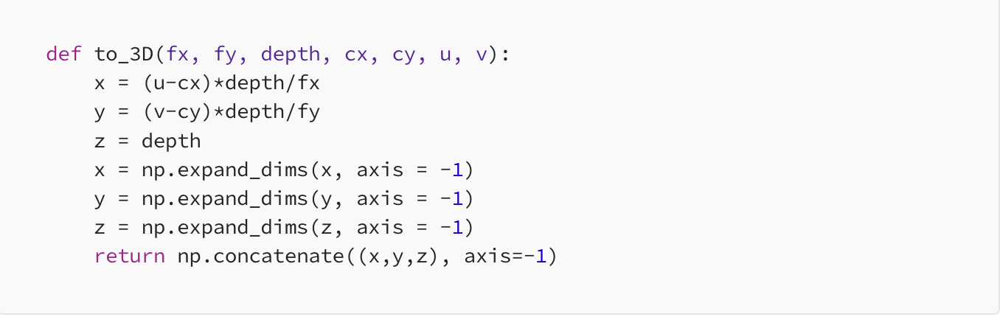 def to_3D(fx, fy, depth, cx, cy, u, v):
    x = (u-cx)*depth/fx
    y = (v-cy)*depth/fy
    z = depth
    x = np.expand_dims(x, axis = -1)
    y = np.expand_dims(y, axis = -1)
    z = np.expand_dims(z, axis = -1)
    return np.concatenate((x,y,z), axis=-1)